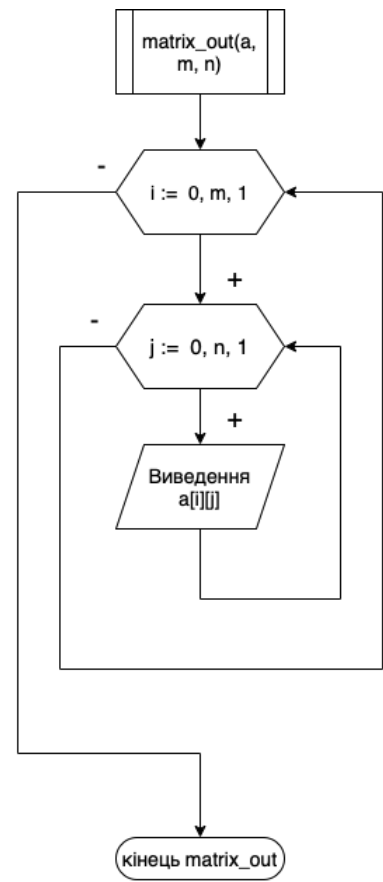 matrix_out(a,
m, n)
-
i := 0, m, 1
+
-
j := 0, n, 1
+
Виведення
a[i][j]
кінець matrix_out